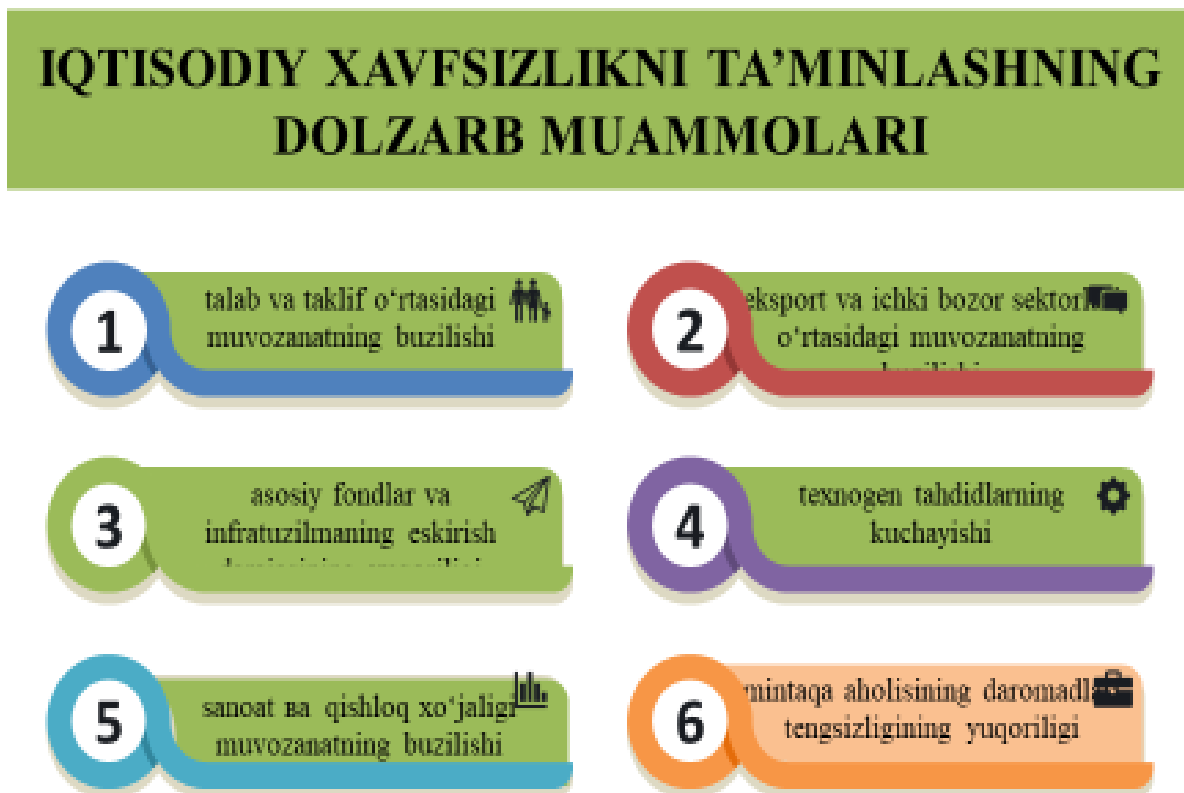 IQTISODIY XAVFSIZLIKNI TA’MINLASHNING
DOLZARB MUAMMOLARI
1
talab va taklif o‘rtasidagi
muvozanatning buzilishi
2
eksport va ichki bozor
o‘rtasidagi muvozanatning
3
asosiy fondlar va
infratuzilmaning eskirish
4
texnogen tahdidlarning
kuchayishi
5
sanoat ва qishloq xo‘jaligi
muvozanatning buzilishi
6
mintaqa aholisining
tengsizligining yuqoriligi